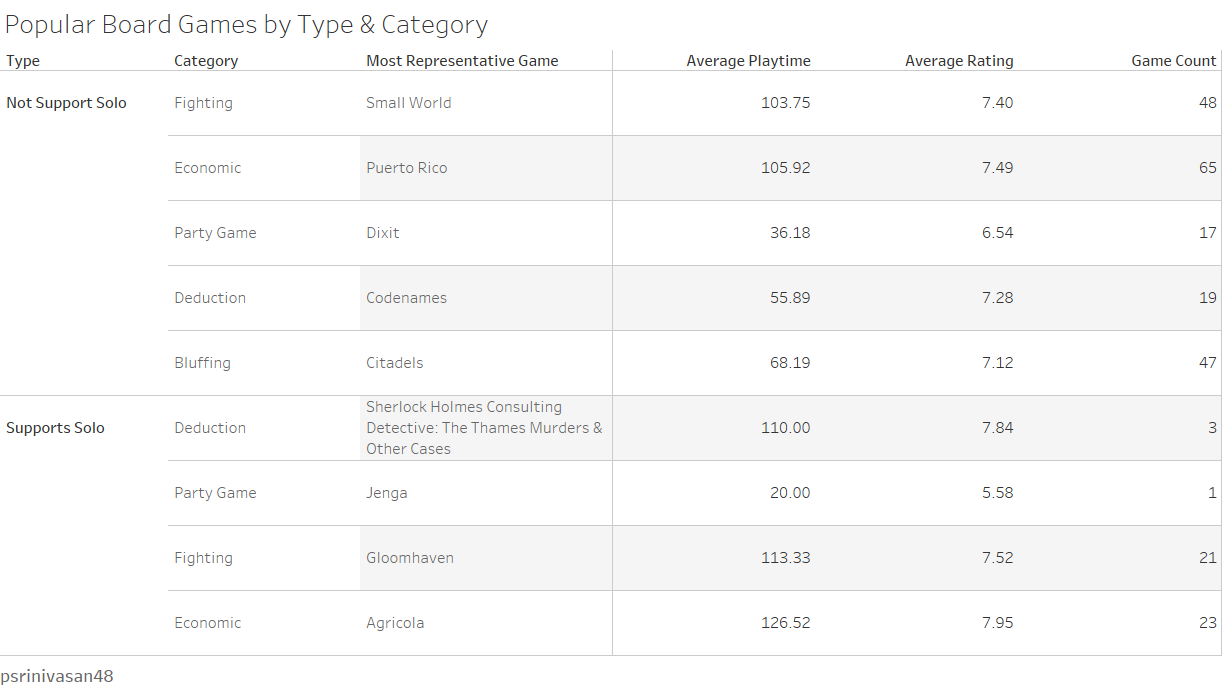 Popular Board Games by Type & Category
Type Category Most Representative Game Average Playtime Average Rating Game Count
Not Support Solo Fighting Small World 103.75 7.40 48
Economic Puerto Rico 105.92 7.49 65
Party Game Dixit 36.18 6.54 17
Deduction Codenames 55.89 7.28 19
Bluffing Citadels 68.19 7.12 47
Sherlock Holmes Consulting
Supports Solo Deduction Detective: The Thames Murders & 110.00 7.84 3
Other Cases
Party Game Jenga 20.00 5.58 1
Fighting Gloomhaven 113.33 7.52 21
Economic Agricola 126.52 7.95 23
psrinivasan48